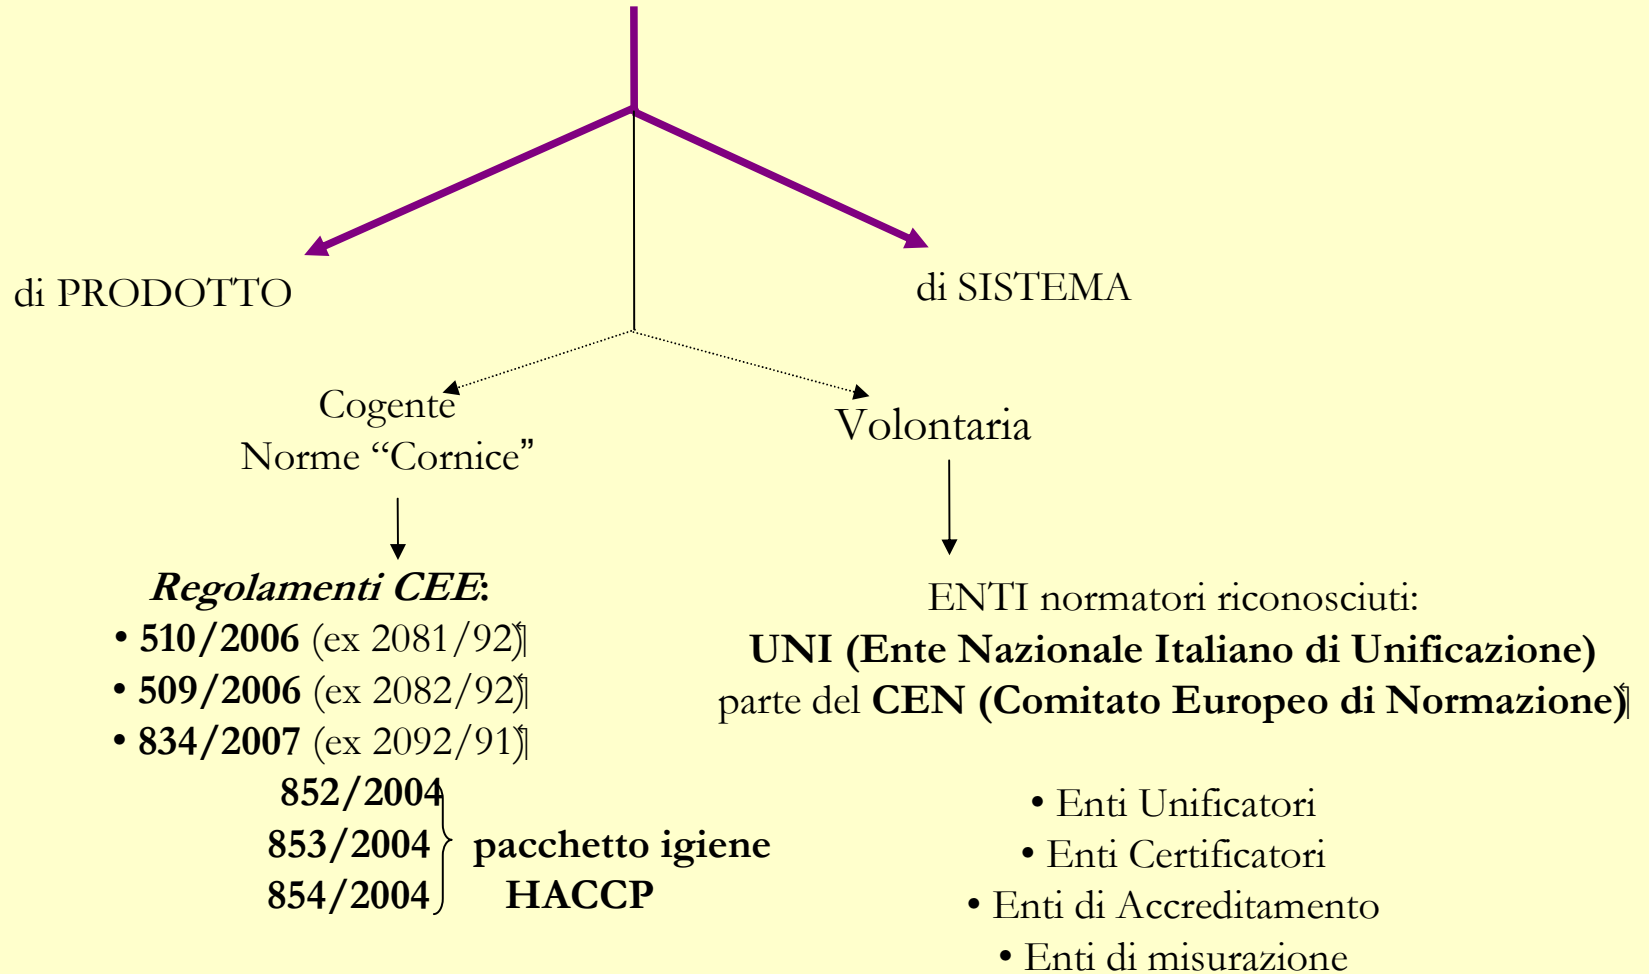 di PRODOTTO
di SISTEMA
Cogente
Norme “Cornice”
Volontaria
Regolamenti CEE:
• 510/2006 (ex 2081/92)¶
• 509/2006 (ex 2082/92)¶
• 834/2007 (ex 2092/91)¶
852/2004
853/2004
854/2004
pacchetto igiene
HACCP
ENTI normatori riconosciuti:
UNI (Ente Nazionale Italiano di Unificazione)
parte del CEN (Comitato Europeo di Normazione)¶
• Enti Unificatori
• Enti Certificatori
• Enti di Accreditamento
• Enti di misurazione